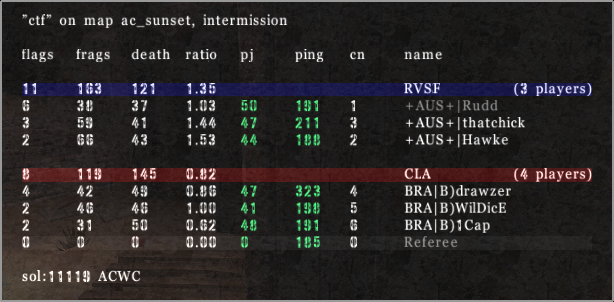 "ctf" on map ac_sunset, intermission
flags frags death ratio pj ping cn name
11 163 121 1.35 RVSF (3 players)
6 38 37 1.03 50 191 1 +AUS+|Rudd
3 59 41 1.44 47 211 3 +AUS+|thatchick
2 66 43 1.53 44 188 2 +AUS+|Hawke
8 119 145 0.82 CLA (4 players)
4 42 49 0.86 47 323 4 BRA|B)drawzer
2 46 46 1.00 41 198 5 BRA|B)WilDicE
2 31 50 0.62 48 191 6 BRA|B)1Cap
0 0 0 0.00 0 185 0 Referee
sol:11119 ACWC